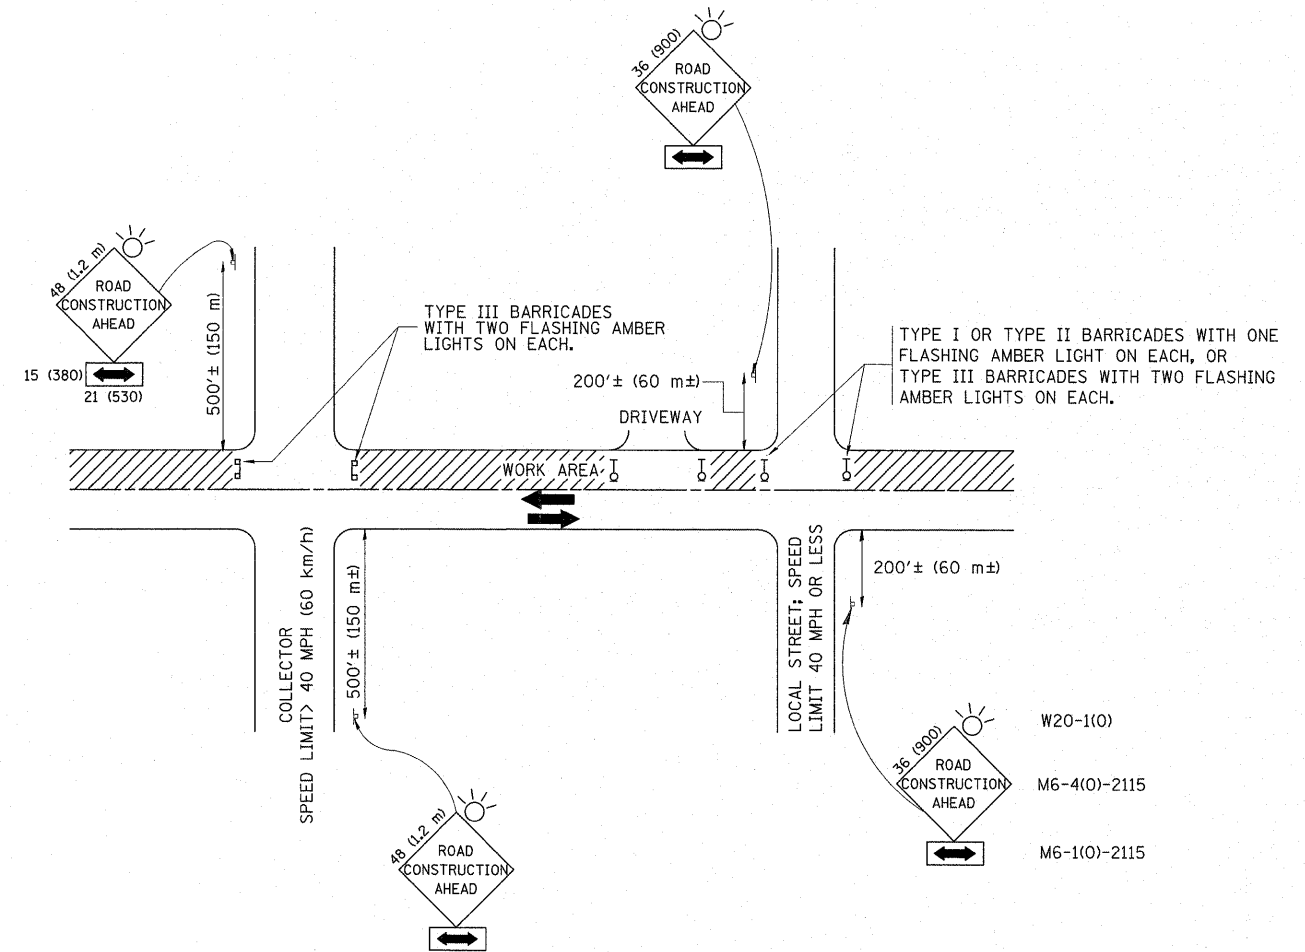 36 (900)
ROAD
CONSTRUCTION
AHEAD
48 (1.2 m)
ROAD
CONSTRUCTION
AHEAD
15 (380)
21 (530)
500'± (150 m)
TYPE III BARRICADES
WITH TWO FLASHING AMBER
LIGHTS ON EACH.
200'± (60 m±)
DRIVEWAY
TYPE I OR TYPE II BARRICADES WITH ONE
FLASHING AMBER LIGHT ON EACH, OR
TYPE III BARRICADES WITH TWO FLASHING
AMBER LIGHTS ON EACH.
WORK AREA
COLLECTOR
SPEED LIMIT> 40 MPH (60 km/h)
500'± (150 m±)
LOCAL STREET; SPEED
LIMIT 40 MPH OR LESS
200'± (60 m±)
48 (1.2 m)
ROAD
CONSTRUCTION
AHEAD
36 (900)
ROAD
CONSTRUCTION
AHEAD
W20-1(O)
M6-4(O)-2115
M6-1(O)-2115